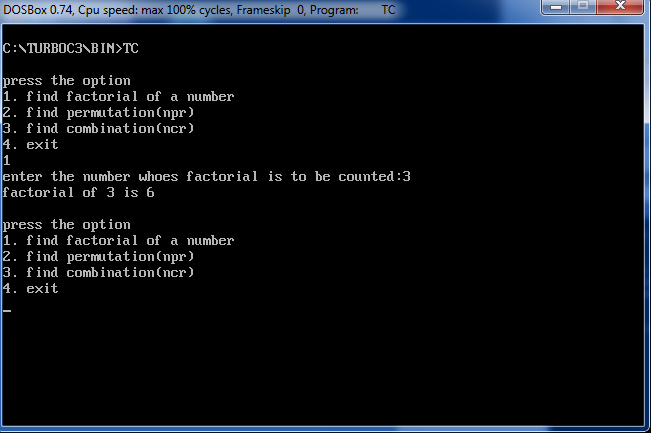 DOSBox 0.74, Cpu speed: max 100% cycles, Frameskip 0, Program: TC
C:\TURBOC3\BIN>TC
press the option
1. find factorial of a number
2. find permutation(npr)
3. find combination(ncr)
4. exit
1
enter the number whoes factorial is to be counted:3
factorial of 3 is 6
press the option
1. find factorial of a number
2. find permutation(npr)
3. find combination(ncr)
4. exit